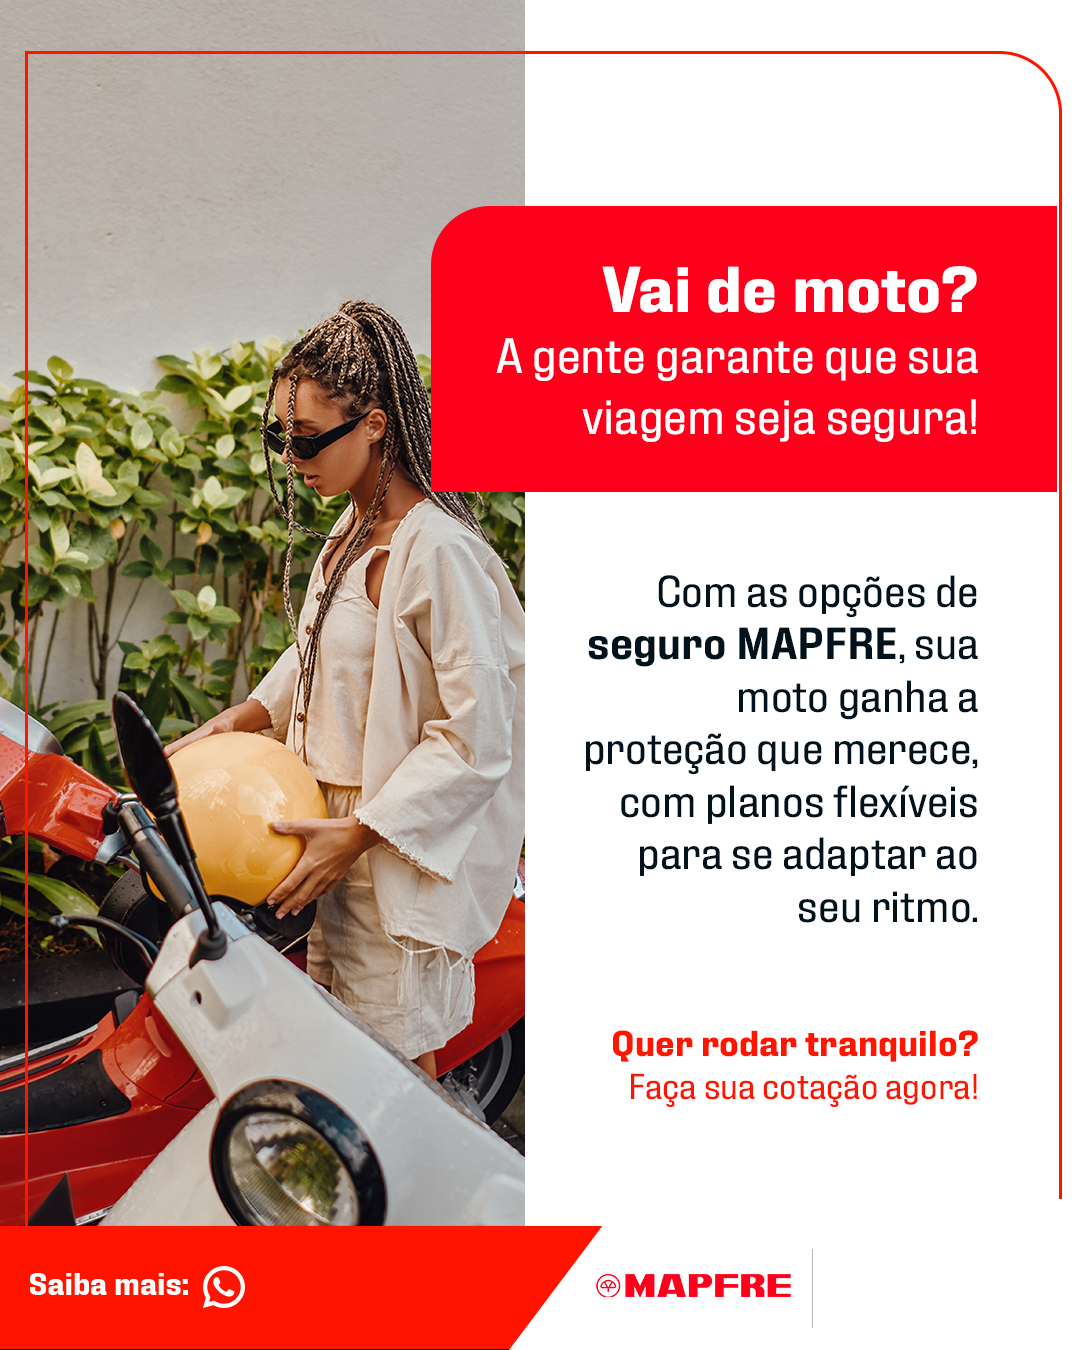 Vai de moto?
A gente garante que sua
viagem seja segura!
Com as opções de
seguro MAPFRE, sua
moto ganha a
proteção que merece,
com planos flexíveis
para se adaptar ao
seu ritmo.
Quer rodar tranquilo?
Faça sua cotação agora!
Saiba mais:
MAPFRE